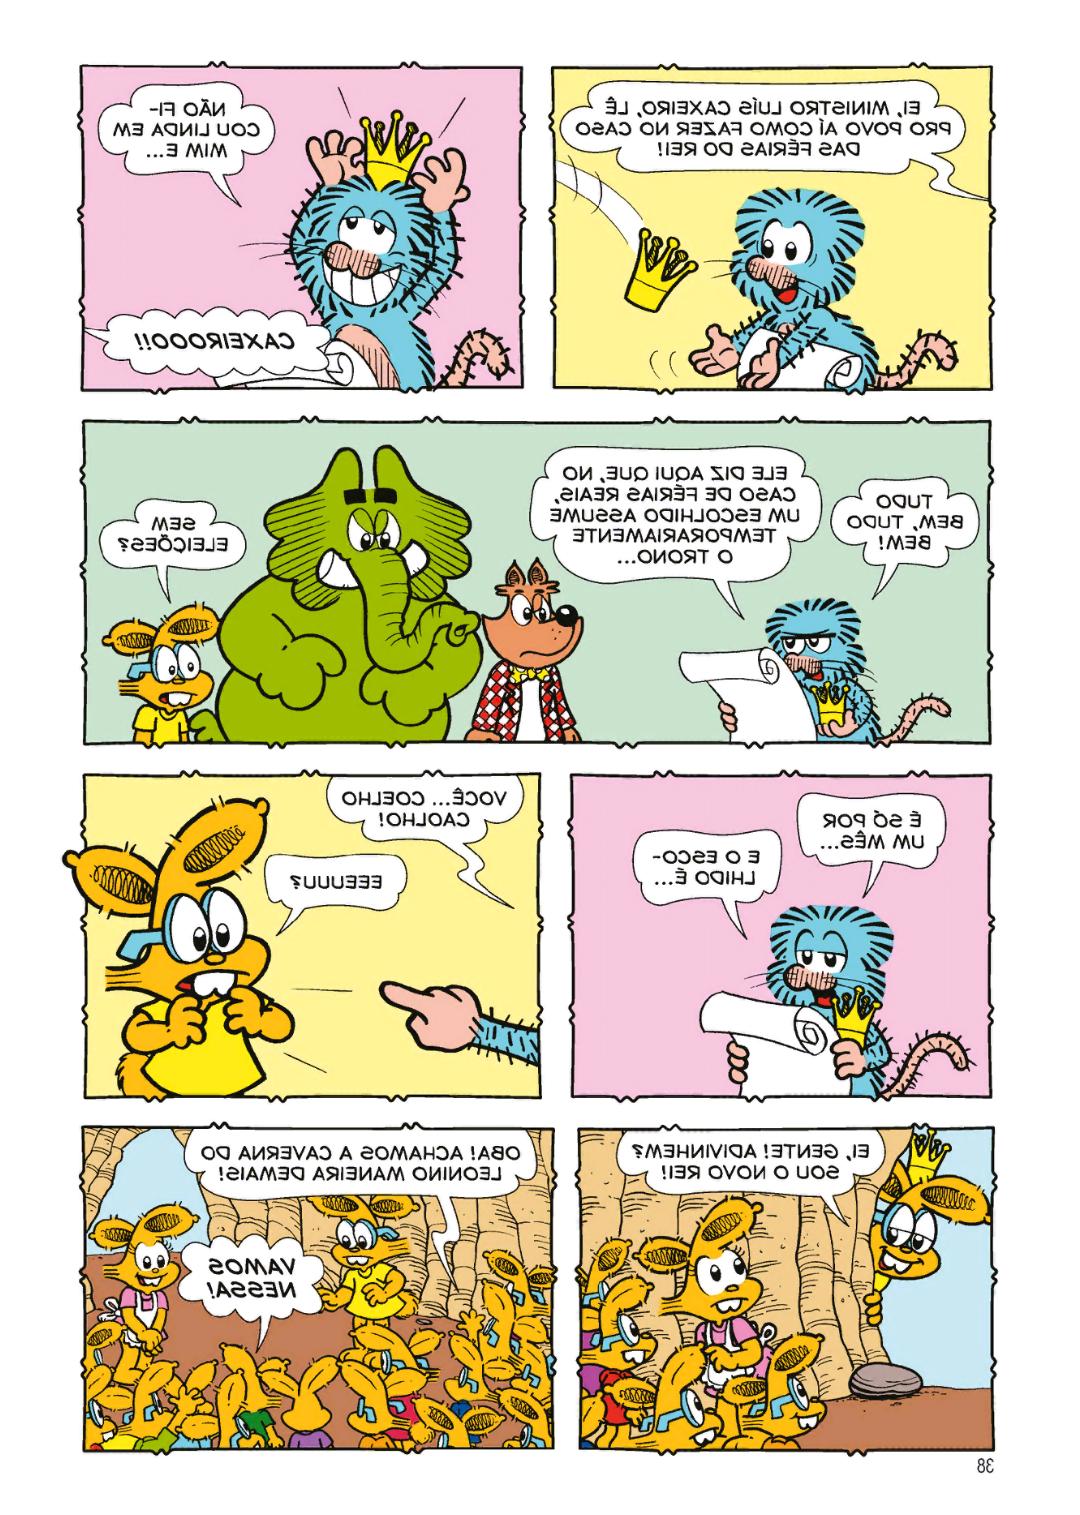 EI, MINISTRO LUÍS CAXEIRO, LÊ
PRO POVO AÍ COMO FAZER NO CASO
DAS FÉRIAS DO REI!!
NÃO FI-
COU LINDA EM
MIM E...
CAXEIROOO!!
TUDO
BEM, TUDO
BEM!
ELE DIZ AQUI QUE, NO
CASO DE FÉRIAS REAIS,
UM ESCOLHIDO ASSUME
TEMPORARIAMENTE
O TRONO...
SEM
ELEIÇÕES?
É SÓ POR
UM MÊS...
E O ESCO-
LHIDO É...
VOCÊ... COELHO
CAOLHO!
EEEUUU?
EI, GENTE! ADIVINHEM?
SOU O NOVO REI!!
OBA! ACHAMOS A CAVERNA DO
LEONINO MANEIRA DEMAIS!
VAMOS
NESSA!
38